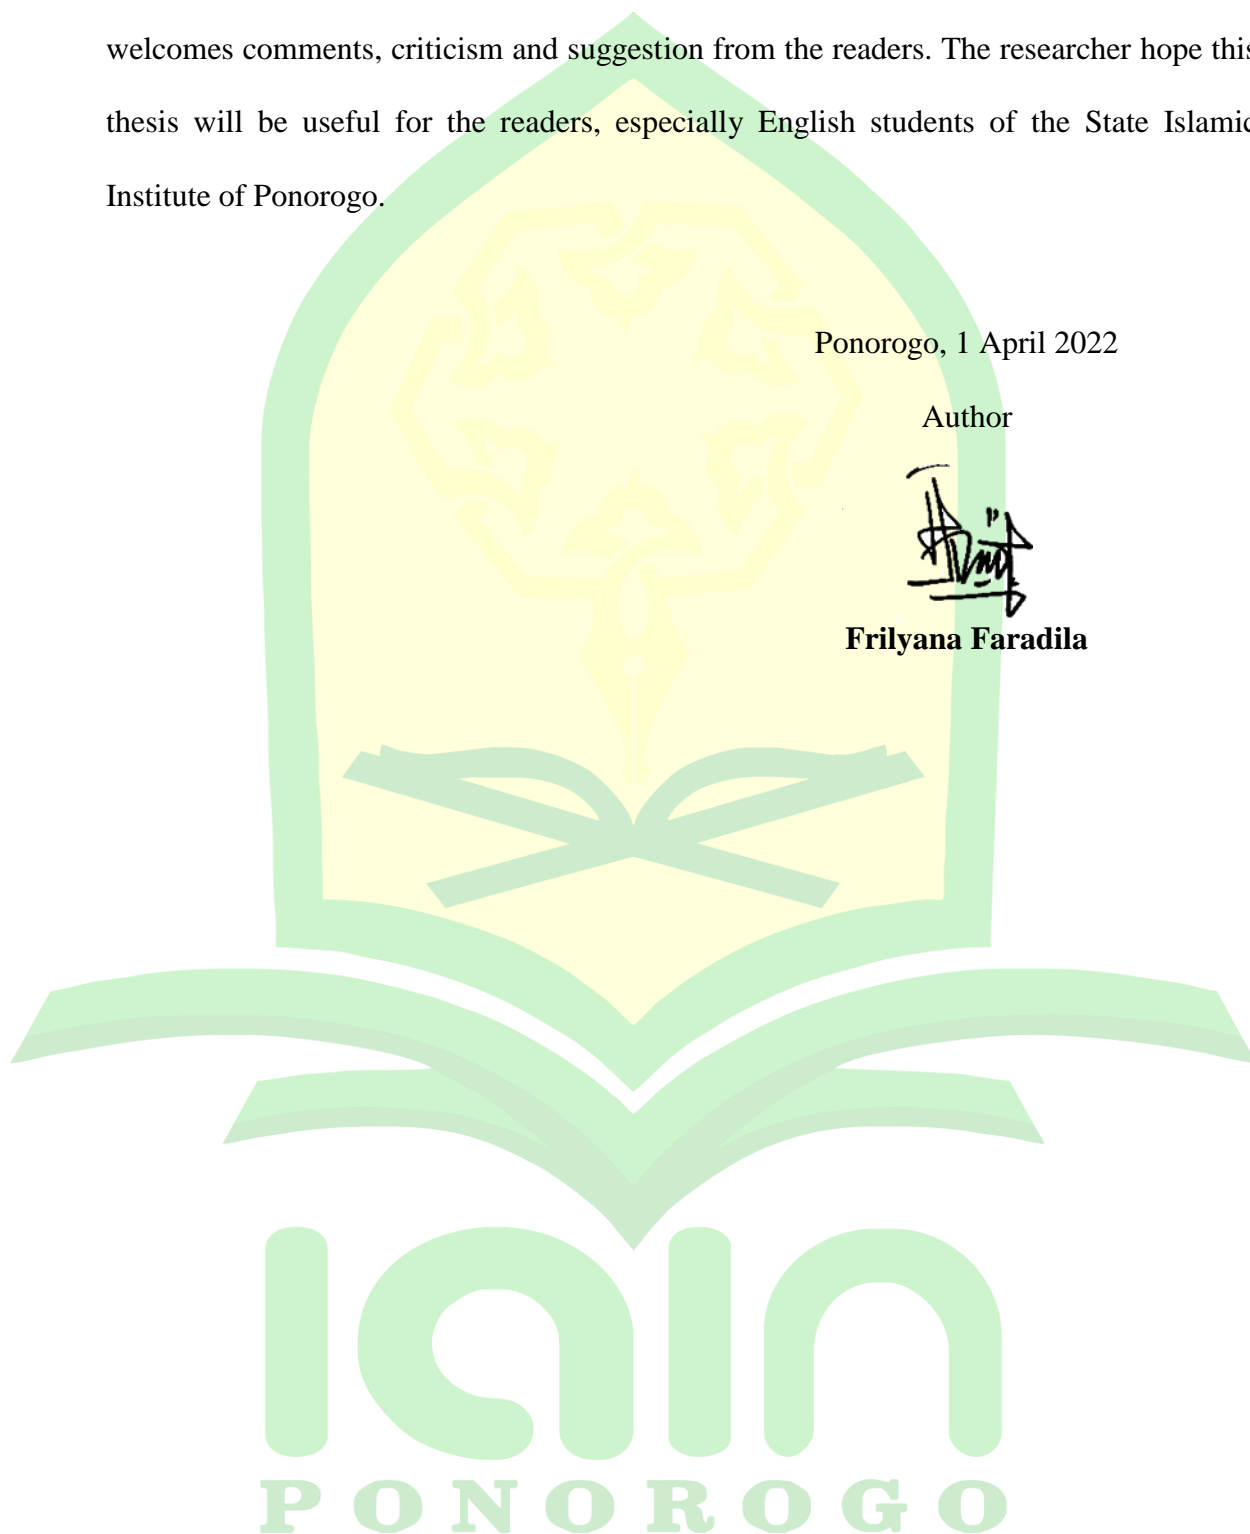 welcomes comments, criticism and suggestion from the readers. The researcher hope this
thesis will be useful for the readers, especially English students of the State Islamic
Institute of Ponorogo.
Ponorogo, 1 April 2022
Author
Frilyana Faradila
iain
PONOROGO